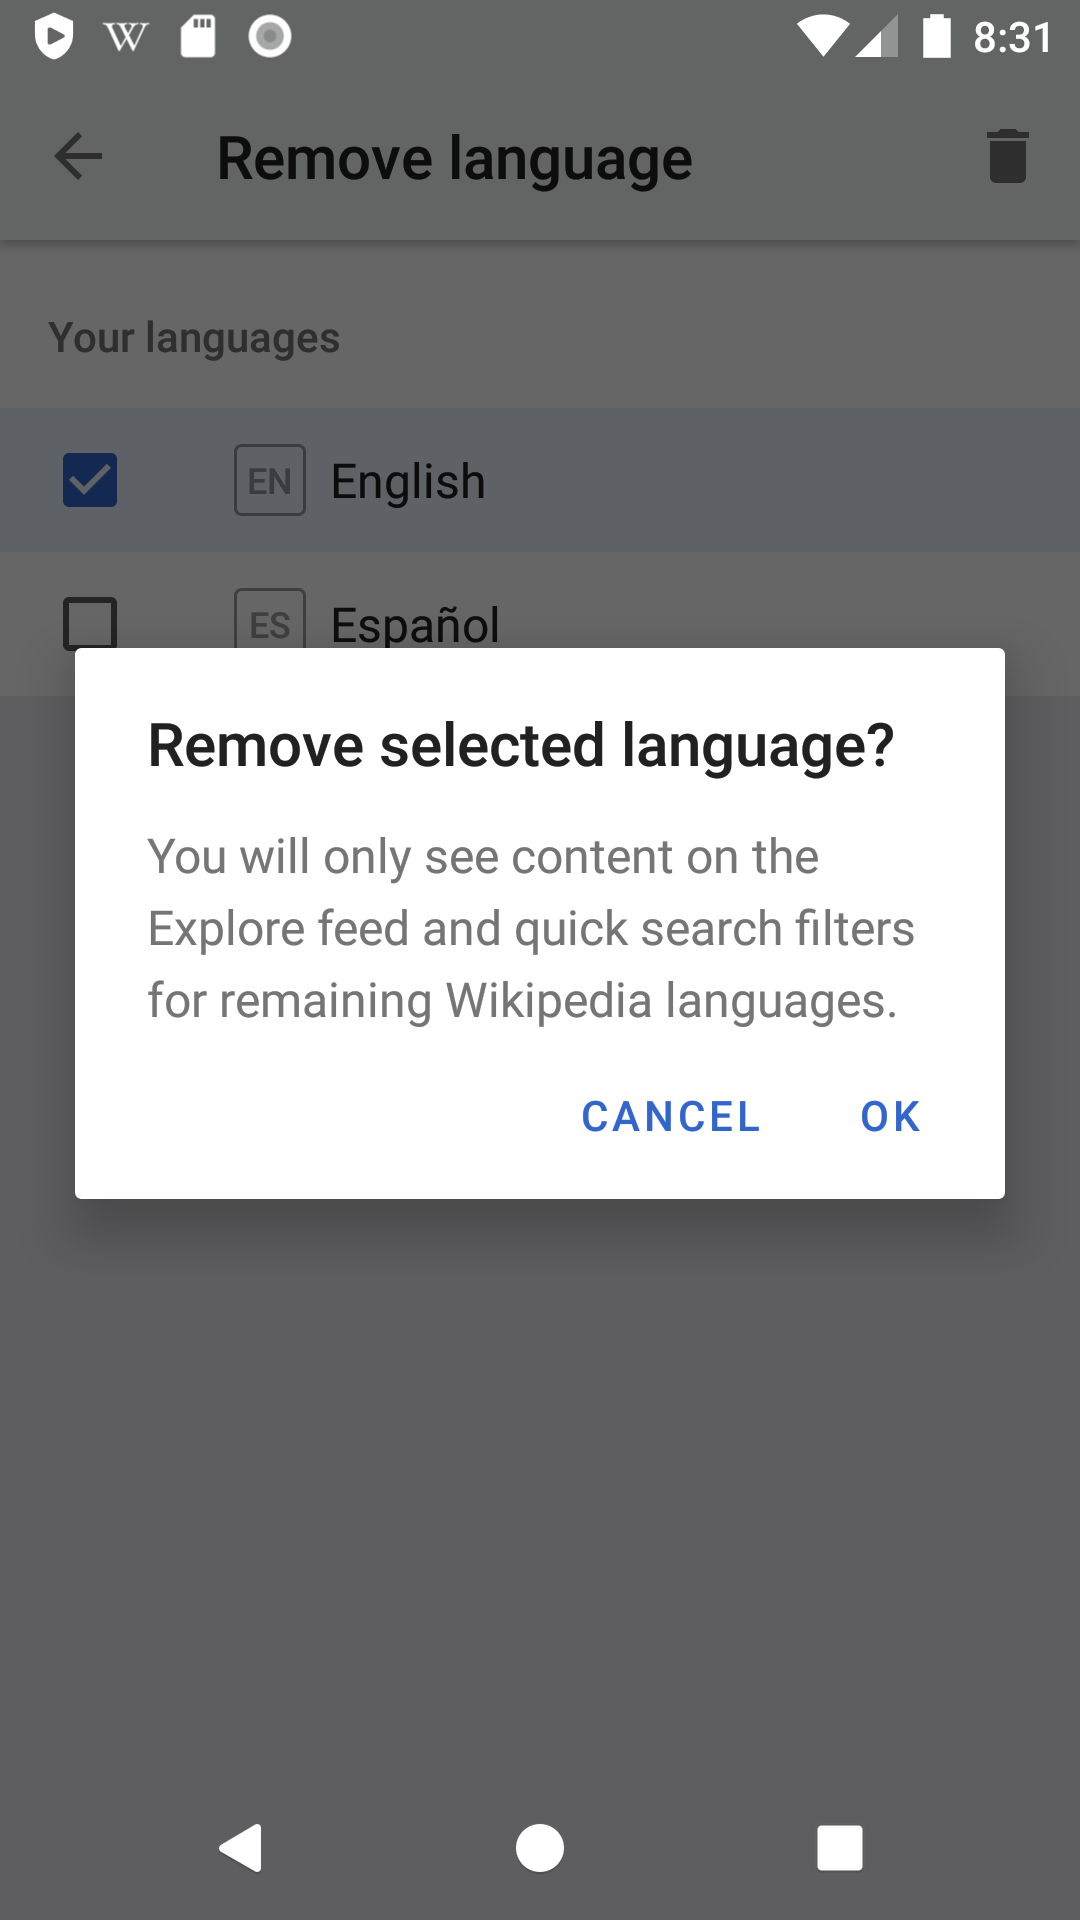 8:31
Remove language
Your languages
EN English
ES Español
Remove selected language?
You will only see content on the
Explore feed and quick search filters
for remaining Wikipedia languages.
CANCEL OK